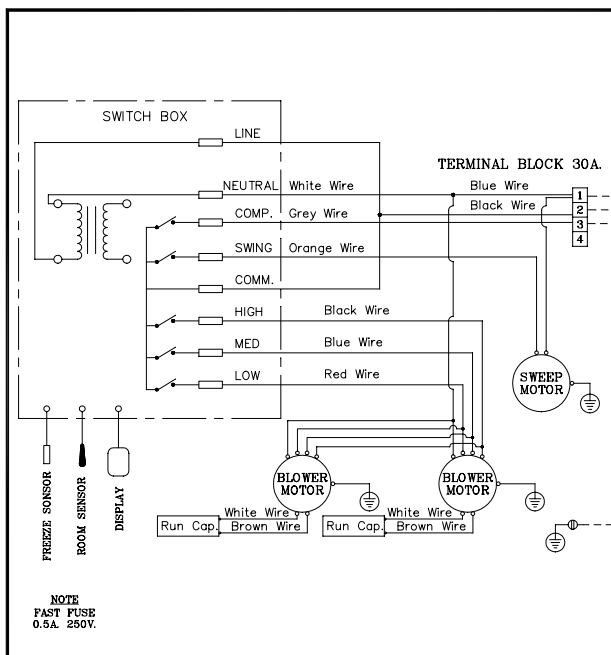 SWITCH BOX
LINE
TERMINAL BLOCK 30A.
NEUTRAL White Wire
Blue Wire
1
COMP. Grey Wire
Black Wire
2
3
4
SWING Orange Wire
COMM.
HIGH Black Wire
MED Blue Wire
LOW Red Wire
SWEEP
MOTOR
BLOWER
MOTOR
BLOWER
MOTOR
Run Cap.
White Wire
Brown Wire
Run Cap.
White Wire
Brown Wire
FREEZE SONSOR
ROOM SENSOR
DISPLAY
NOTE
FAST FUSE
0.5A. 250V.